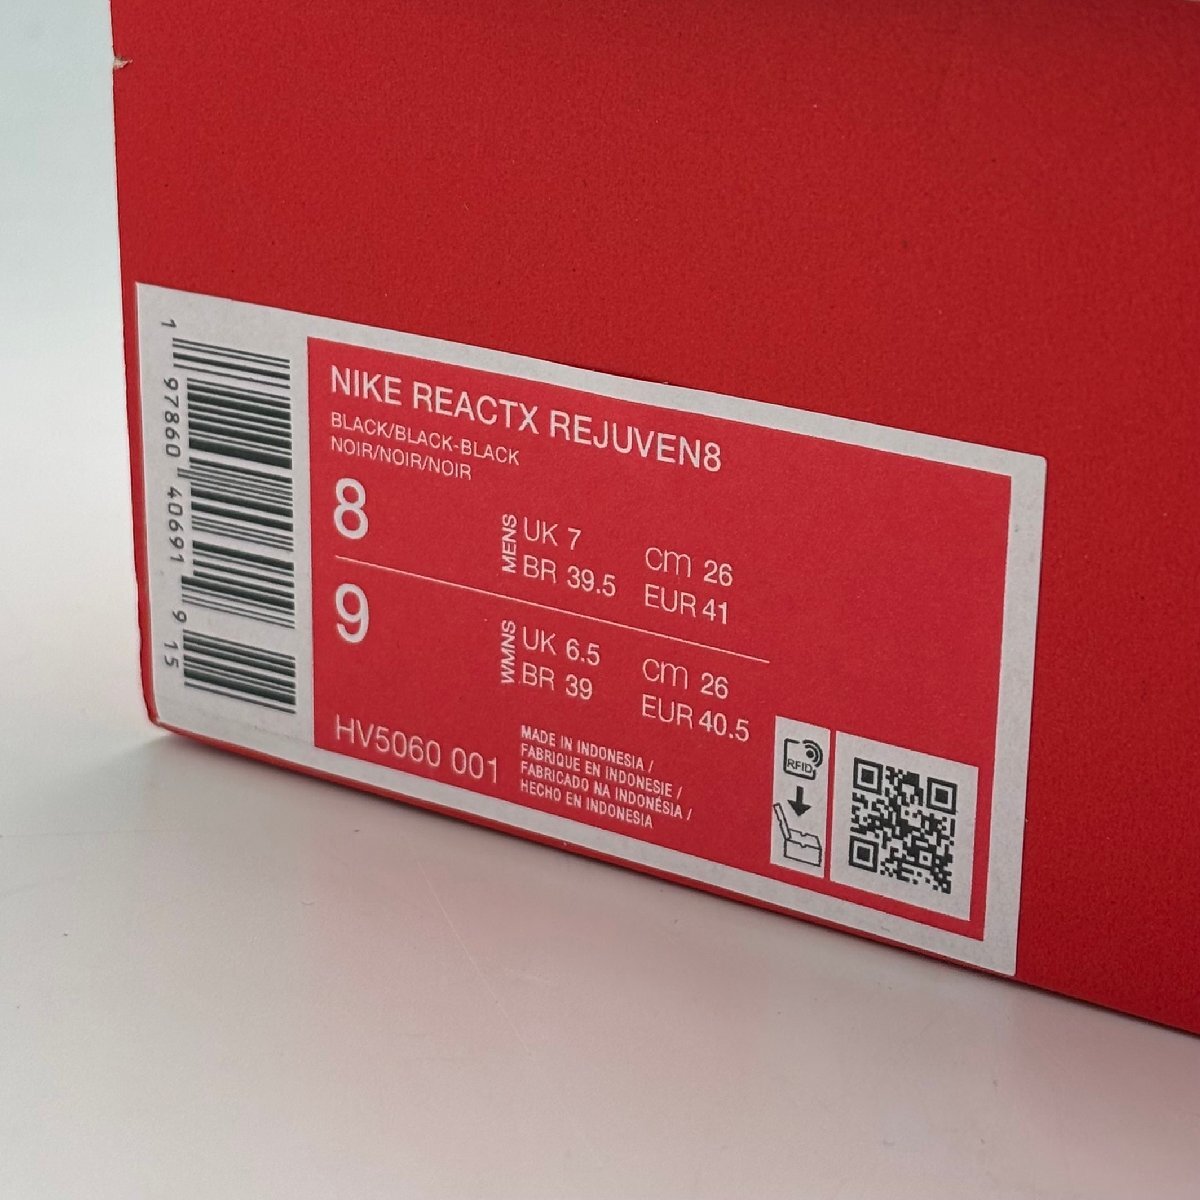 1 97860 40691 9 15
NIKE REACTX REJUVEN8
BLACK/BLACK-BLACK
NOIR/NOIR/NOIR
8
MENS
UK 7
cm 26
BR 39.5
EUR 41
9
WMNS
UK 6.5
cm 26
BR 39
EUR 40.5
HV5060 001
MADE IN INDONESIA /
FABRIQUE EN INDONESIE /
FABRICADO NA INDONÉSIA /
HECHO EN INDONESIA
RFID